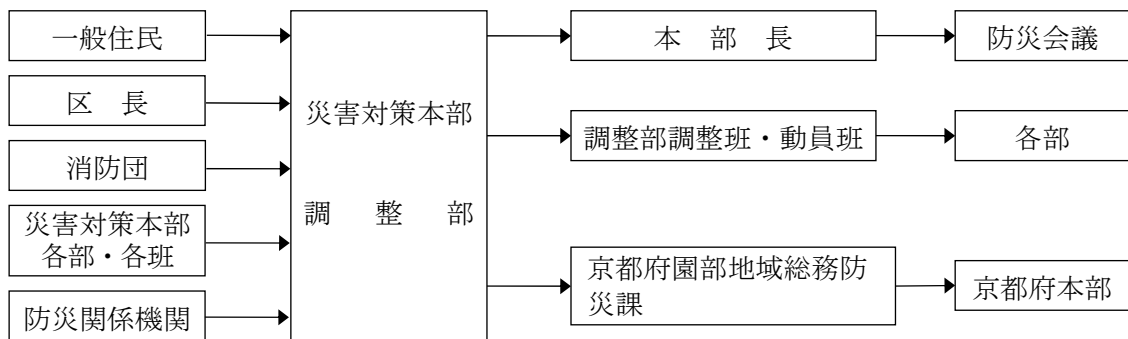 一般住民
区　長
消防団
災害対策本部
各部・各班
防災関係機関
災害対策本部
調　整　部
本　部　長
防災会議
調整部調整班・動員班
各部
京都府園部地域総務防
災課
京都府本部